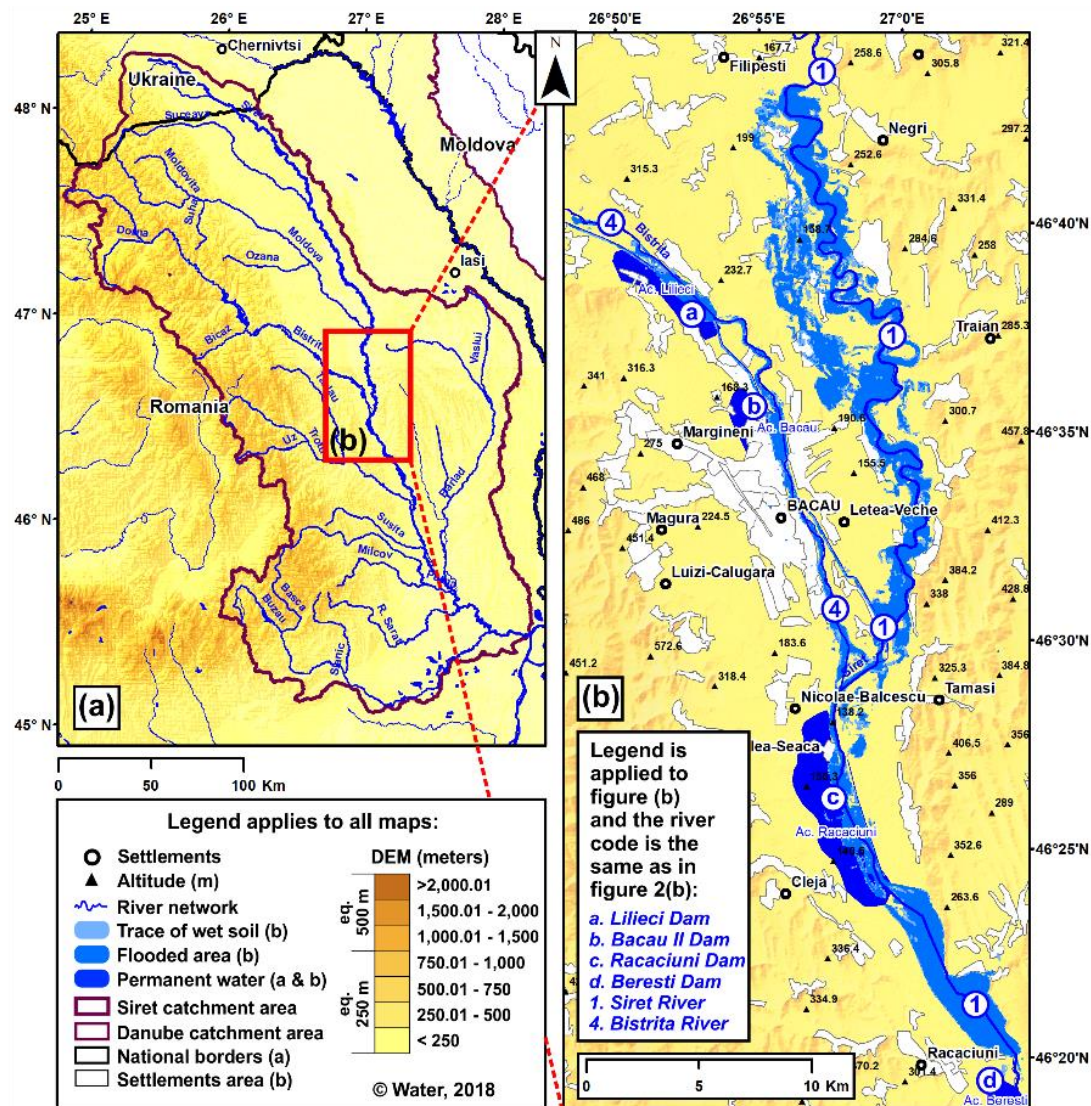 25° E
26° E
27° E
28° E
26°50' E
26°55' E
27°0' E
N
48° N
47° N
46° N
45° N
Chernivtsi
Ukraine
Suceava
Moldova
Moldovita
Suha
Dorna
Moldova
Ozana
Iasi
Bicaz
Bistrit
Vaslui
Romania
(b)
Uz
Barlad
Susita
Milcov
Basca
Buzau
R. Sarat
Slanic
(a)
0 50 100 Km
167.7
258.6
321.4
Filipesti
1
305.8
Negri
297.2
199
252.6
315.3
331.4
4
46°40' N
Bistrita
158.7
284.6
258
232.7
Ac. Lilieci
a
1
Traian
285.3
341
316.3
168.3
b
300.7
190.6
Ac. Bacau
457.8
Margineni
46°35' N
275
155.5
468
BACAU
Letea-Veche
486
Magura
224.5
412.3
451.4
Luizi-Calugara
384.2
428.8
338
4
1
46°30' N
572.6
183.6
451.2
325.3
384.8
318.4
Siret
Tamasi
Nicolae-Balcescu
(b)
138.2
lea-Seaca
406.5
356
356
c
289
Ac. Racaciuni
352.6
46°25' N
Cleja
263.6
336.4
334.9
1
Racaciuni
46°20' N
301.4
d
Ac. Beresti
0 5 10 Km
Legend is
applied to
figure (b)
and the river
code is the
same as in
figure 2(b):
a. Lilieci Dam
b. Bacau II Dam
c. Racaciuni Dam
d. Beresti Dam
1. Siret River
4. Bistrita River
Legend applies to all maps:
Settlements
Altitude (m)
River network
Trace of wet soil (b)
Flooded area (b)
Permanent water (a & b)
Siret catchment area
Danube catchment area
National borders (a)
Settlements area (b)
DEM (meters)
eq. 500 m
eq. 250 m
>2,000.01
1,500.01 - 2,000
1,000.01 - 1,500
750.01 - 1,000
500.01 - 750
250.01 - 500
< 250
© Water, 2018